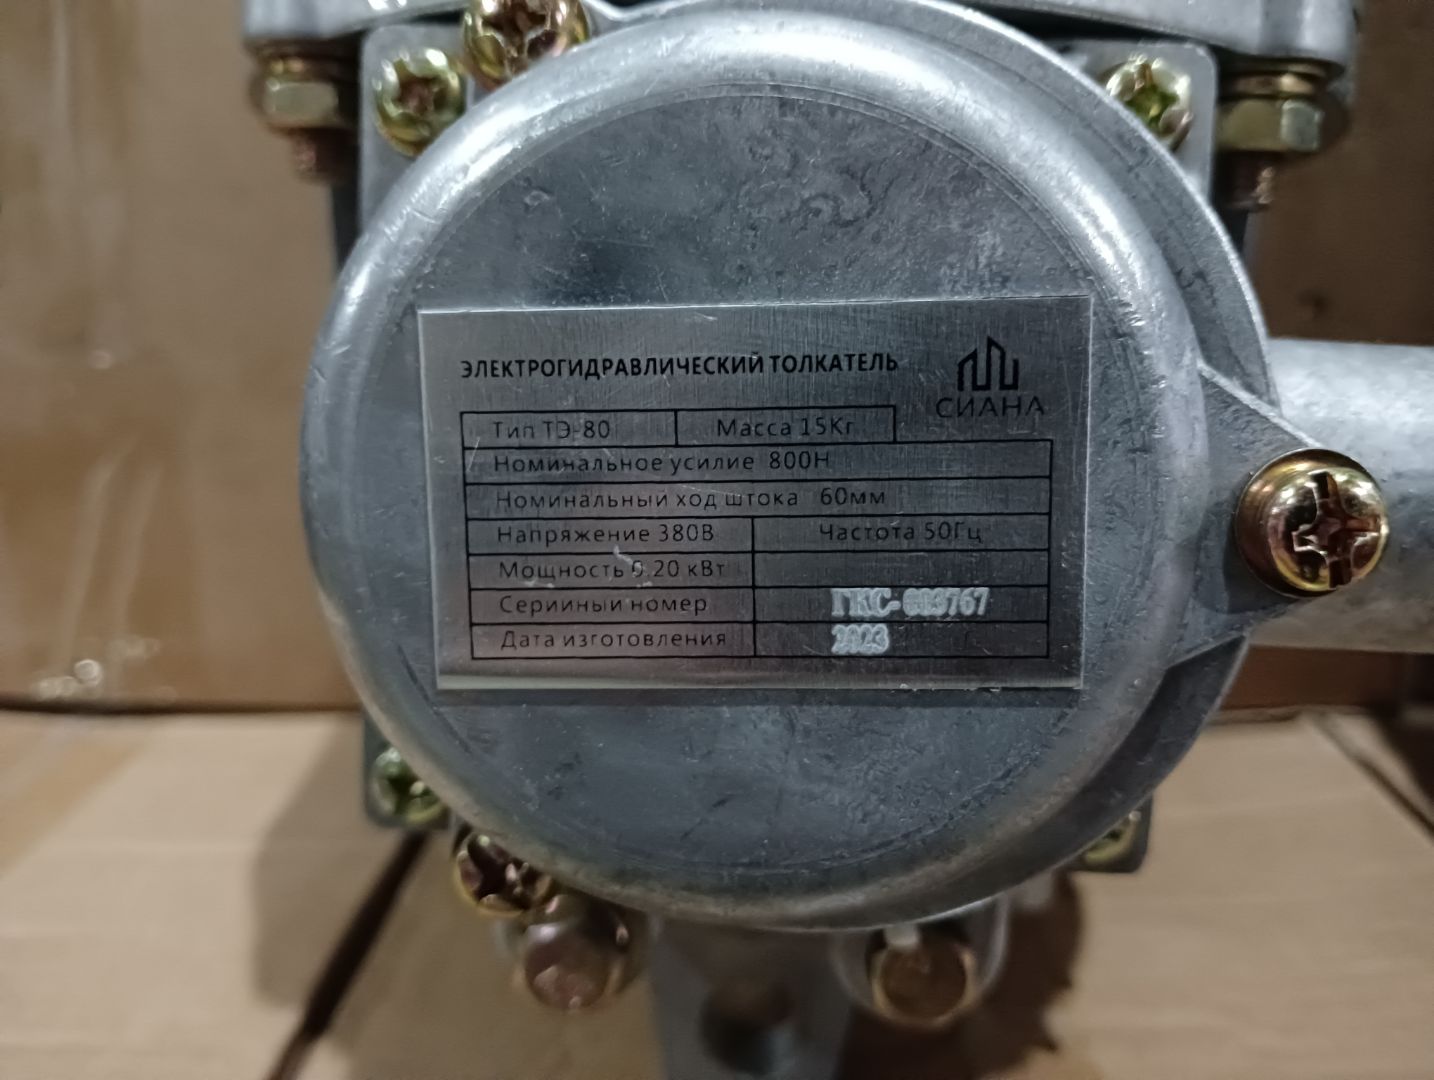 ЭЛЕКТРОГИДРАВЛИЧЕСКИЙ ТОЛКАТЕЛЬ
СИАНА
Тип ТЭ-80 Масса 15Кг
Номинальное усилие 800Н
Номинальный ход штока 60мм
Напряжение 380В Частота 50Гц
Мощность 0.20 кВт
Серийный номер
Дата изготовления 2023 г